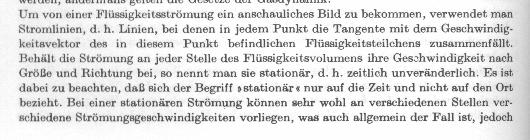 werden, andernfalls gelten die Gesetze der Gasdynamik.
Um von einer Flüssigkeitsströmung ein anschauliches Bild zu bekommen, verwendet man
Stromlinien, d. h. Linien, bei denen in jedem Punkt die Tangente mit dem Geschwindig-
keitsvektor des in diesem Punkt befindlichen Flüssigkeitsteilchens zusammenfällt.
Behält die Strömung an jeder Stelle des Flüssigkeitsvolumens ihre Geschwindigkeit nach
Größe und Richtung bei, so nennt man sie stationär, d. h. zeitlich unveränderlich. Es ist
dabei zu beachten, daß sich der Begriff »stationär« nur auf die Zeit und nicht auf den Ort
bezieht. Bei einer stationären Strömung können sehr wohl an verschiedenen Stellen ver-
schiedene Strömungsgeschwindigkeiten vorliegen, was auch allgemein der Fall ist, jedoch